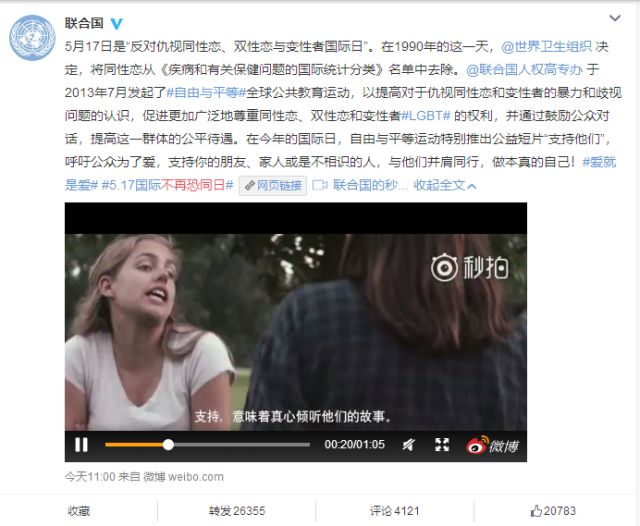 联合国
5月17日是“反对仇视同性恋、双性恋与变性者国际日”。在1990年的这一天，@世界卫生组织 决
定，将同性恋从《疾病和有关保健问题的国际统计分类》名单中去除。@联合国人权高专办 于
2013年7月发起了#自由与平等#全球公共教育运动，以提高对于仇视同性恋和变性者的暴力和歧视
问题的认识，促进更加广泛地尊重同性恋、双性恋和变性者#LGBT# 的权利，并通过鼓励公众对
话，提高这一群体的公平待遇。在今年的国际日，自由与平等运动特别推出公益短片“支持他们”，
呼吁公众为了爱，支持你的朋友、家人或是不相识的人，与他们并肩同行，做本真的自己！#爱就
是爱# #5.17国际不再恐同日# 网页链接 联合国的秒... 收起全文
秒拍
支持，意味着真心倾听他们的故事。
00:20/01:05 微博
今天11:00 来自 微博 weibo.com
收藏 转发 26355 评论 4121 20783